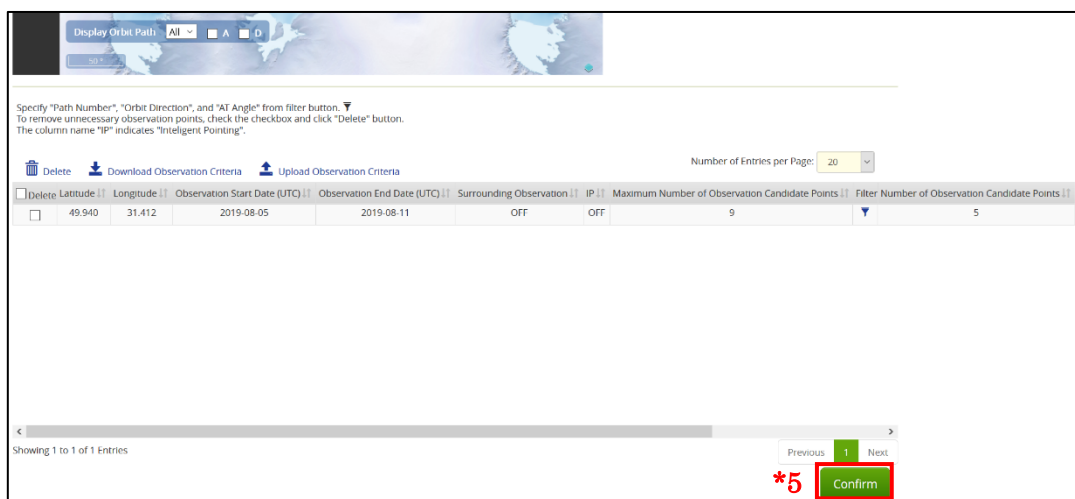 Display Orbit Path All A D
50 °
Specify "Path Number", "Orbit Direction", and "AT Angle" from filter button.
To remove unnecessary observation points, check the checkbox and click "Delete" button.
The column name "IP" indicates "Inteligent Pointing".
Number of Entries per Page: 20
Delete Download Observation Criteria Upload Observation Criteria
Delete Latitude Longitude Observation Start Date (UTC) Observation End Date (UTC) Surrounding Observation IP Maximum Number of Observation Candidate Points Filter Number of Observation Candidate Points
49.940 31.412 2019-08-05 2019-08-11 OFF OFF 9 5
Showing 1 to 1 of 1 Entries
Previous 1 Next
*5 Confirm